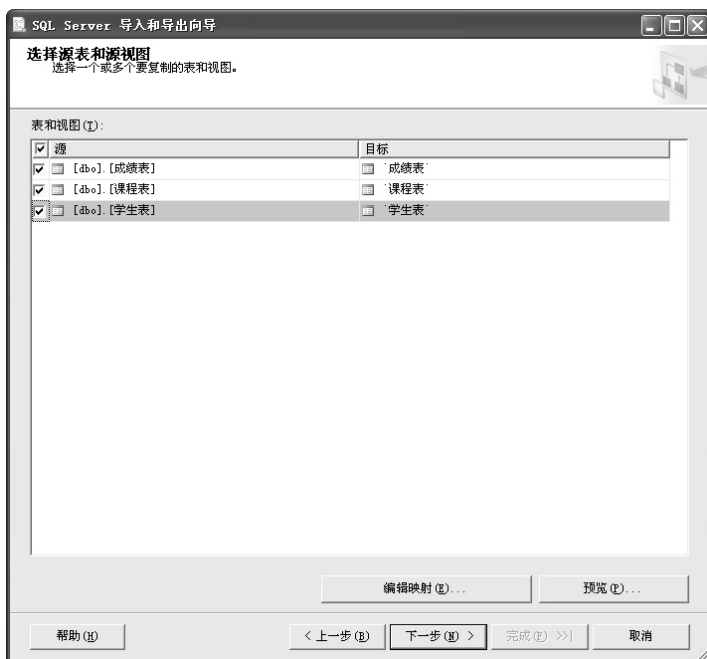 SQL Server 导入和导出向导
选择源表和源视图
选择一个或多个要复制的表和视图。
表和视图(T):
源 目标
[dbo].[成绩表] `成绩表`
[dbo].[课程表] `课程表`
[dbo].[学生表] `学生表`
编辑映射(E)... 预览(P)...
帮助(H) < 上一步(B) 下一步(N) > 完成(F) >>| 取消